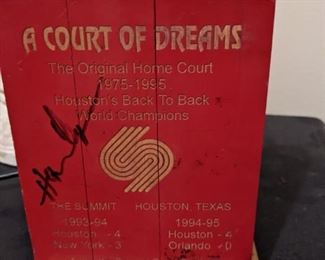 A COURT OF DREAMS
The Original Home Court
1975-1995
Houston's Back To Back
World Champions
THE SUMMIT HOUSTON, TEXAS
1993-94 1994-95
Houston - 4 Houston - 4
New York - 3 Orlando - 0